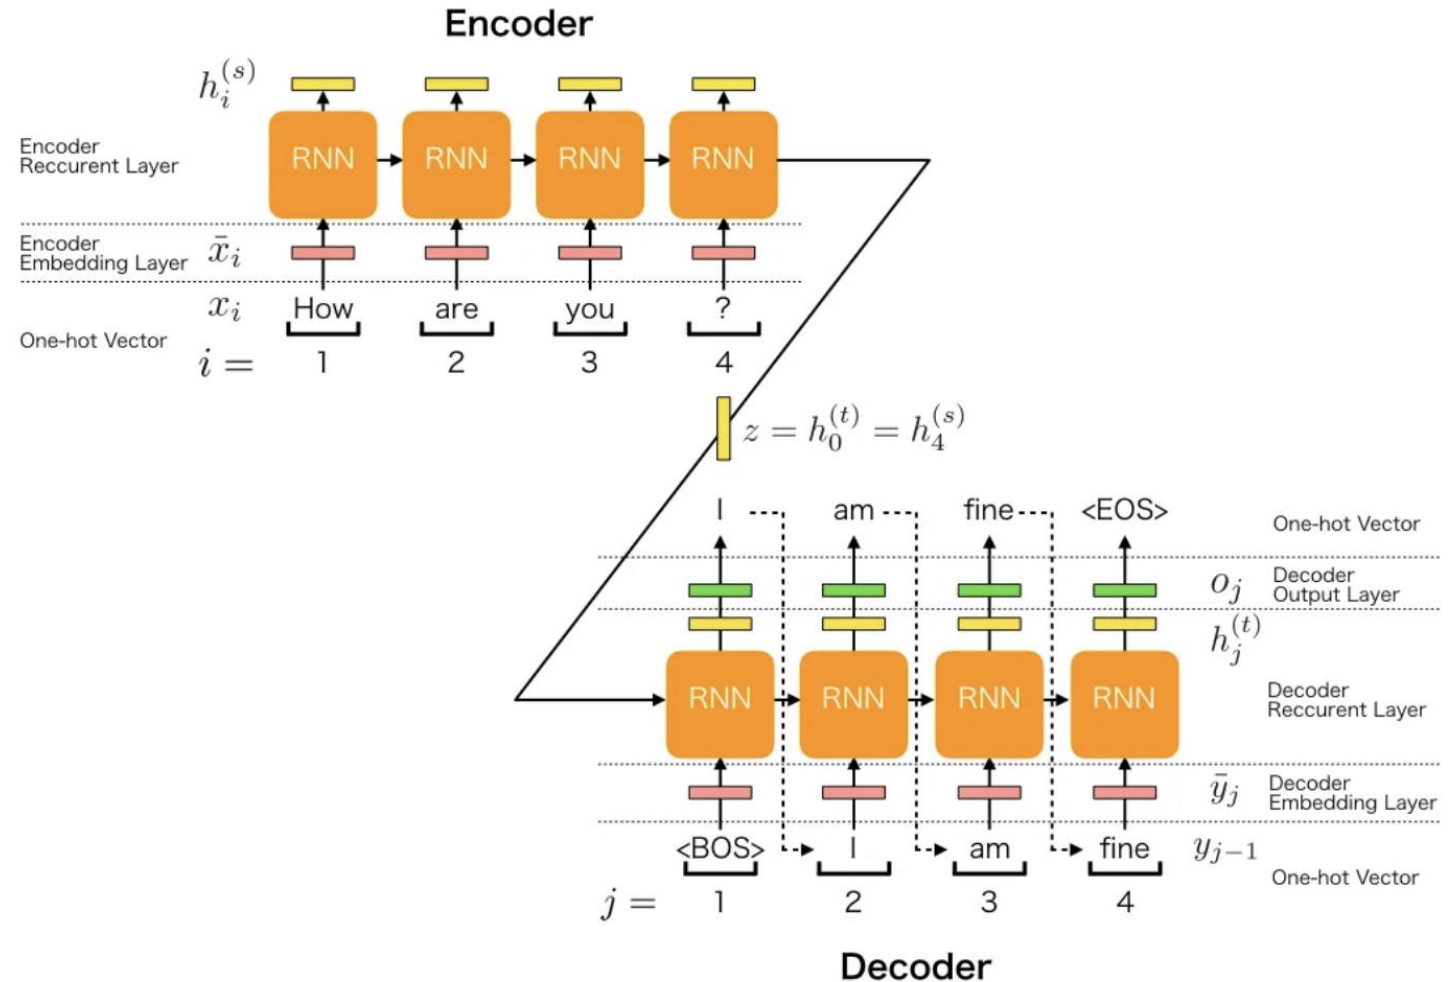 Encoder
h_i^{(s)}
Encoder
Reccurent Layer
RNN RNN RNN RNN
Encoder
Embedding Layer
x̄_i
x_i How are you ?
One-hot Vector
i = 1 2 3 4
z = h_0^{(t)} = h_4^{(s)}
I am fine <EOS>
One-hot Vector
o_j
Decoder
Output Layer
h_j^{(t)}
RNN RNN RNN RNN
Decoder
Reccurent Layer
ȳ_j
Decoder
Embedding Layer
<BOS> I am fine y_{j−1}
One-hot Vector
j = 1 2 3 4
Decoder